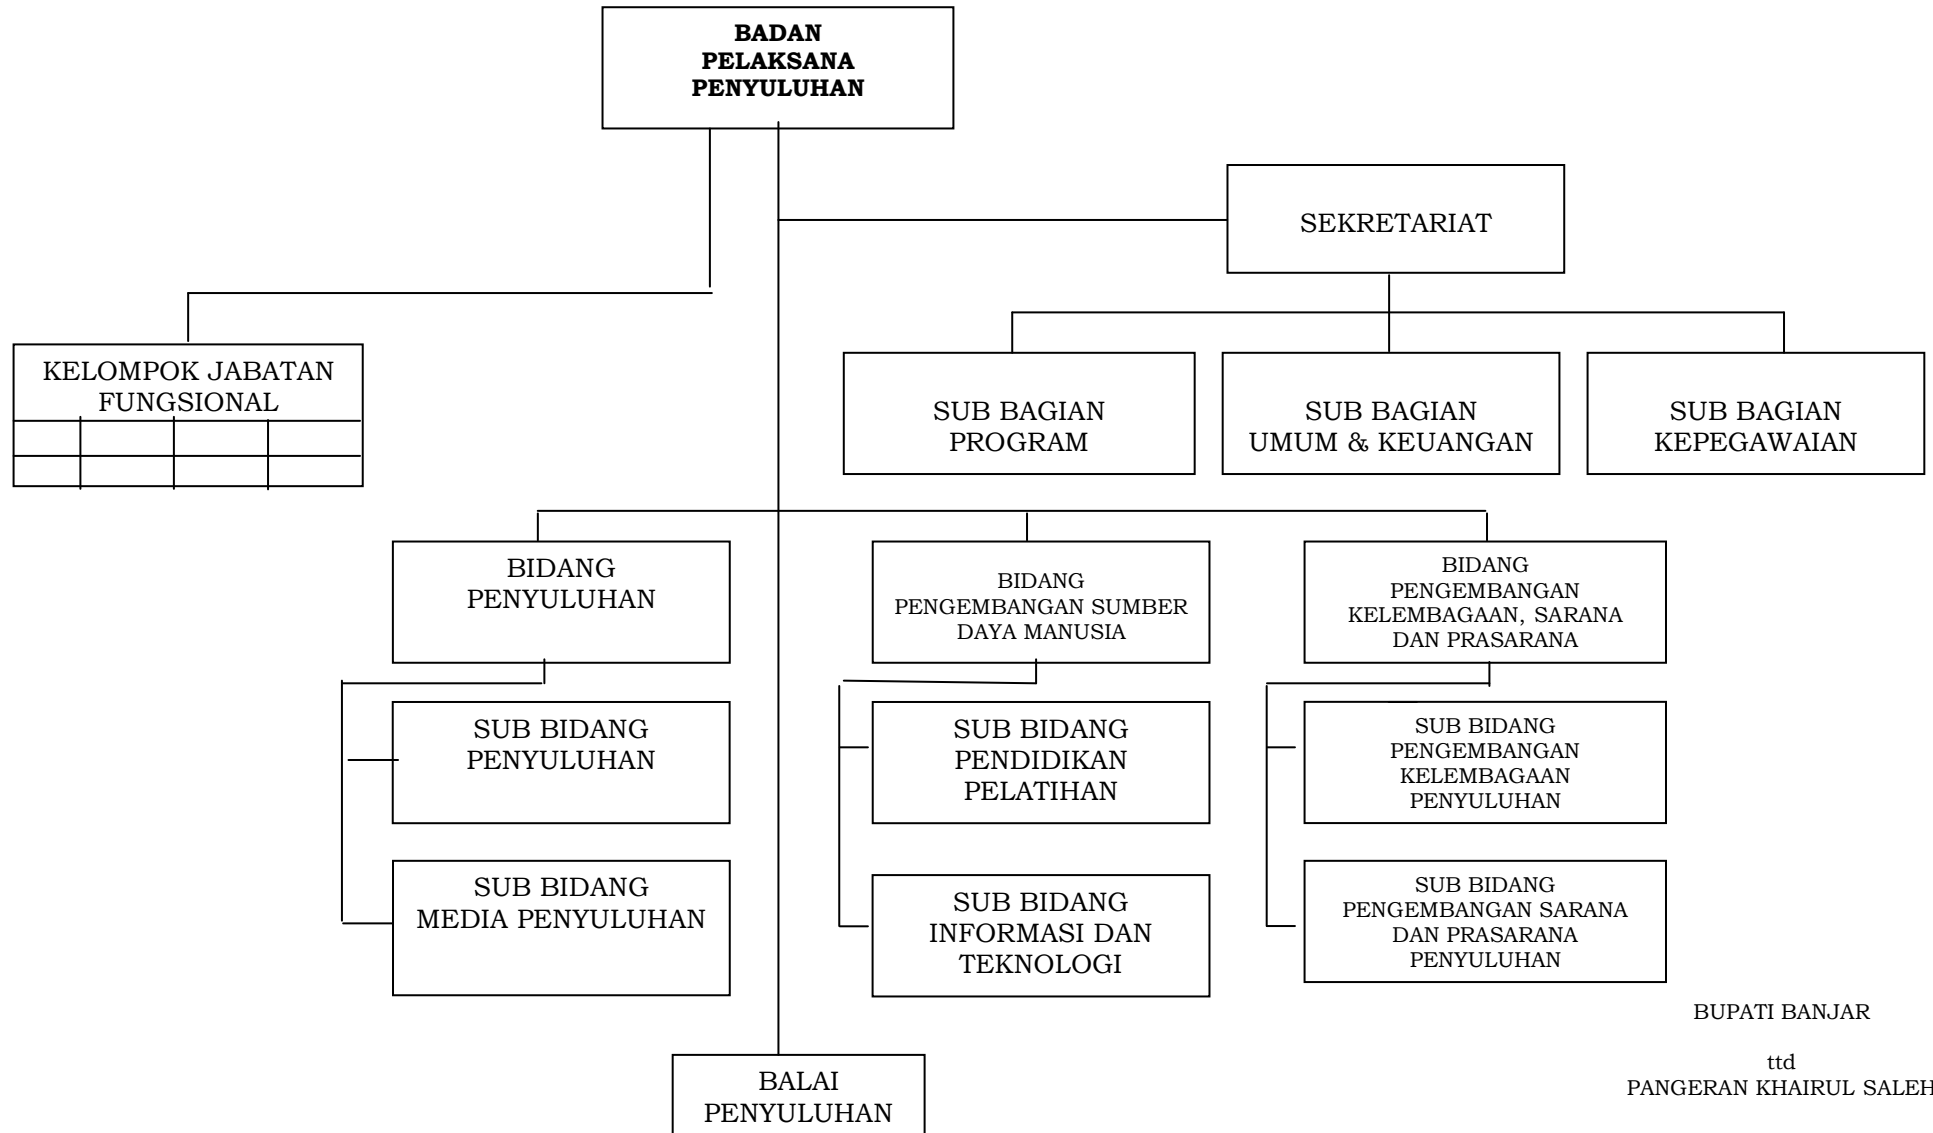 BADAN
PELAKSANA
PENYULUHAN
SEKRETARIAT
KELOMPOK JABATAN
FUNGSIONAL
SUB BAGIAN
PROGRAM
SUB BAGIAN
UMUM & KEUANGAN
SUB BAGIAN
KEPEGAWAIAN
BIDANG
PENYULUHAN
BIDANG
PENGEMBANGAN SUMBER
DAYA MANUSIA
BIDANG
PENGEMBANGAN
KELEMBAGAAN, SARANA
DAN PRASARANA
SUB BIDANG
PENYULUHAN
SUB BIDANG
PENDIDIKAN
PELATIHAN
SUB BIDANG
PENGEMBANGAN
KELEMBAGAAN
PENYULUHAN
SUB BIDANG
MEDIA PENYULUHAN
SUB BIDANG
INFORMASI DAN
TEKNOLOGI
SUB BIDANG
PENGEMBANGAN SARANA
DAN PRASARANA
PENYULUHAN
BALAI
PENYULUHAN
BUPATI BANJAR
ttd
PANGERAN KHAIRUL SALEH